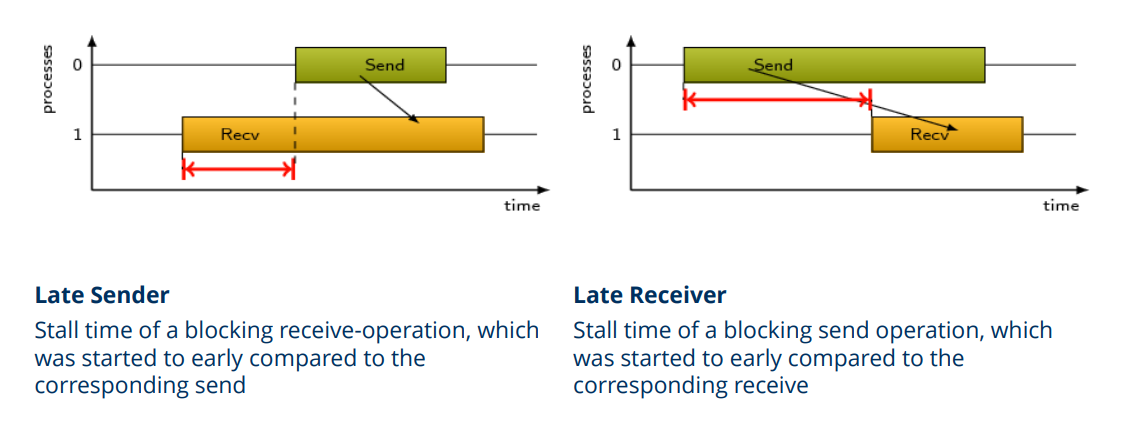 processes
0
Send
1
Recv
time
processes
0
Send
1
Recv
time
Late Sender
Stall time of a blocking receive-operation, which
was started to early compared to the
corresponding send
Late Receiver
Stall time of a blocking send operation, which
was started to early compared to the
corresponding receive